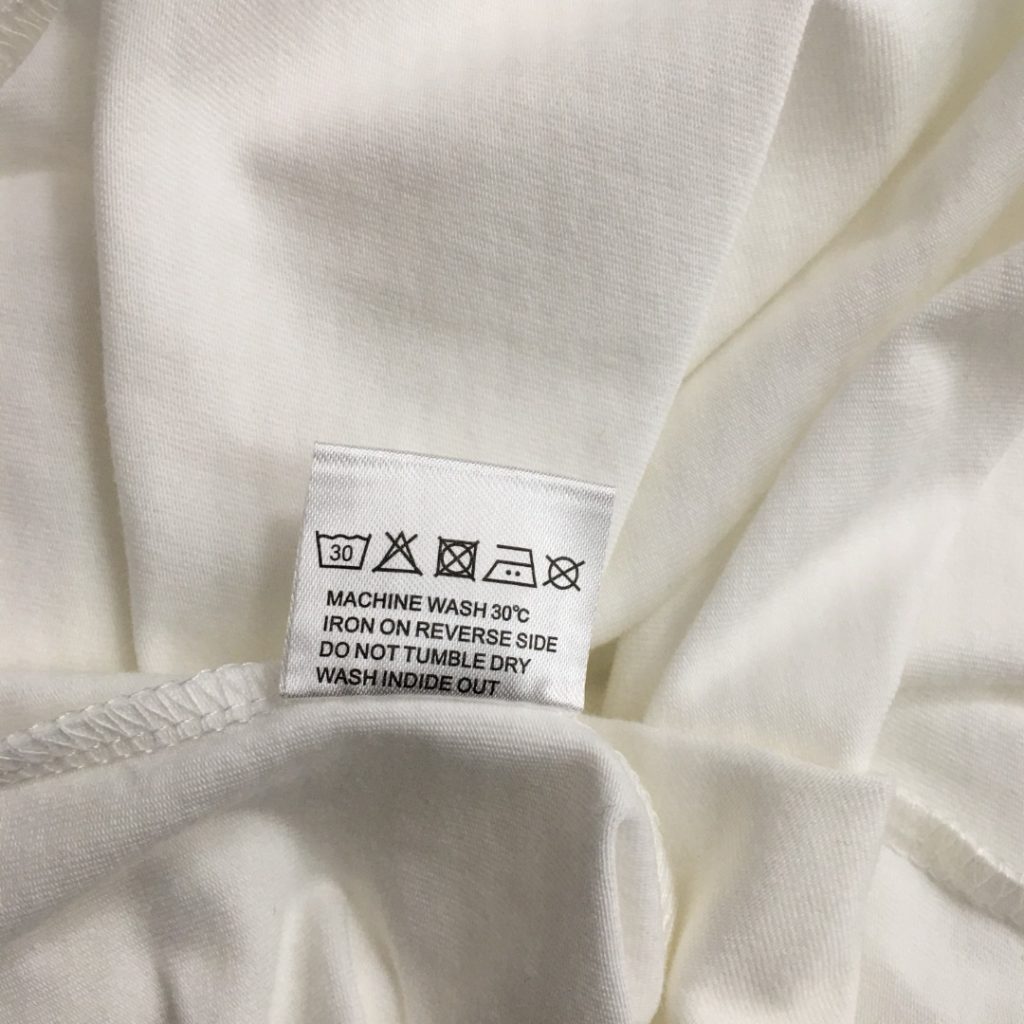 30
MACHINE WASH 30℃
IRON ON REVERSE SIDE
DO NOT TUMBLE DRY
WASH INDIDE OUT